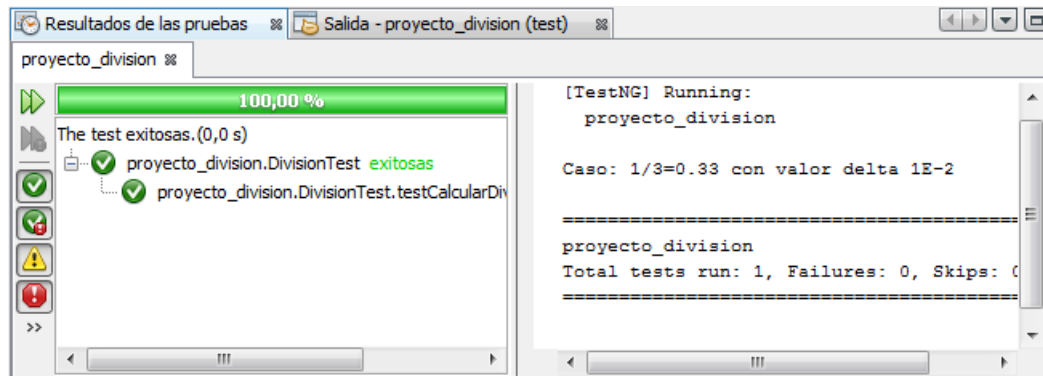 Resultados de las pruebas
Salida - proyecto_division (test)
proyecto_division
100,00 %
The test exitosas.(0,0 s)
proyecto_division.DivisionTest exitosas
proyecto_division.DivisionTest.testCalcularDiv
[TestNG] Running:
proyecto_division
Caso: 1/3=0.33 con valor delta 1E-2
===============================================
proyecto_division
Total tests run: 1, Failures: 0, Skips: 0
===============================================
>>